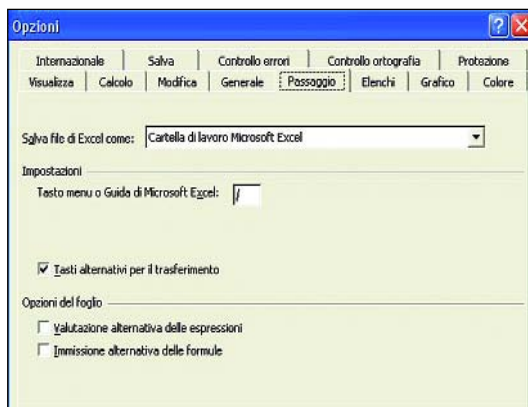 Opzioni
Internazionale Salva Controllo errori Controllo ortografia Protezione
Visualizza Calcolo Modifica Generale Passaggio Elenchi Grafico Colore
Salva file di Excel come: Cartella di lavoro Microsoft Excel
Impostazioni
Tasto menu o Guida di Microsoft Excel: /
Tasti alternativi per il trasferimento
Opzioni del foglio
Valutazione alternativa delle espressioni
Immissione alternativa delle formule